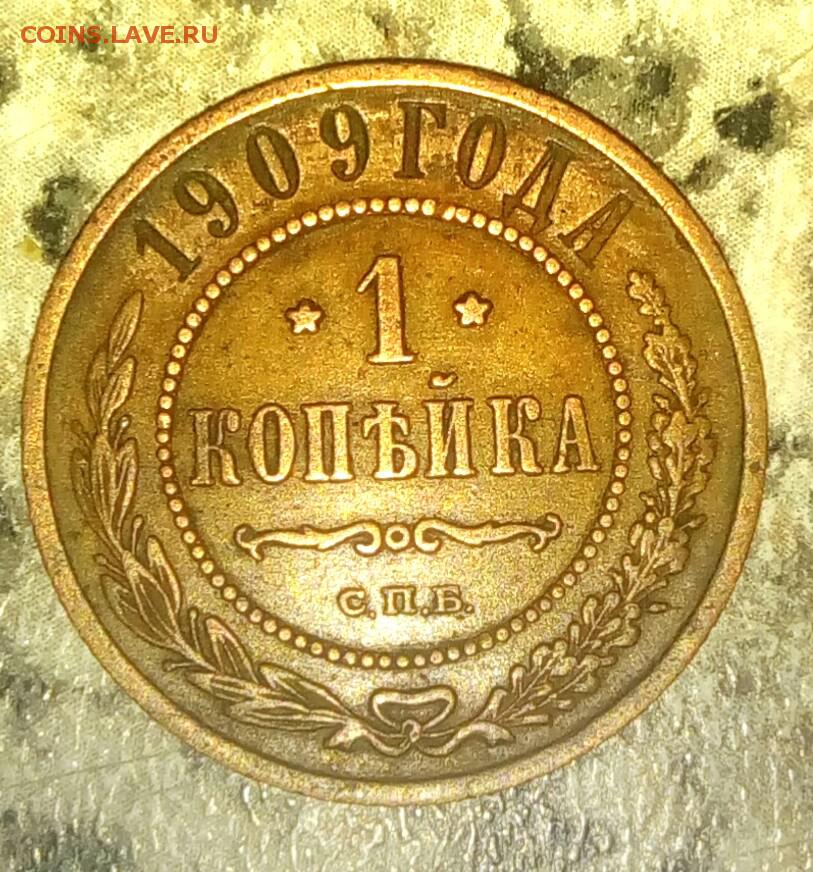 COINS.LAVE.RU
1909 ГОДА
1
КОПѢЙКА
С.П.Б.